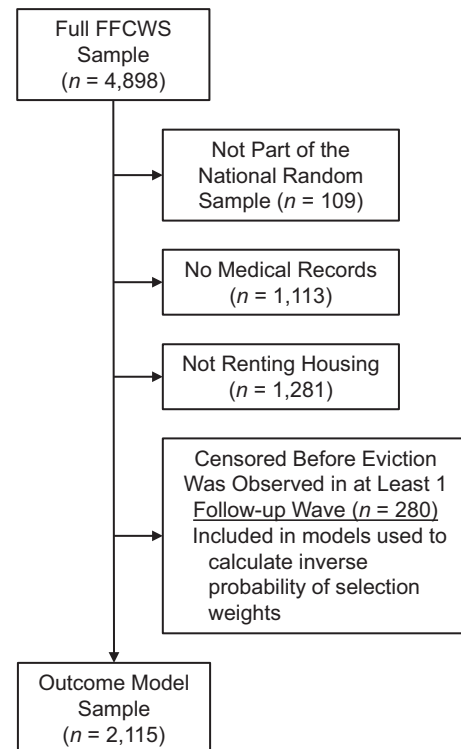 Full FFCWS
Sample
(n = 4,898)
Not Part of the
National Random
Sample (n = 109)
No Medical Records
(n = 1,113)
Not Renting Housing
(n = 1,281)
Censored Before Eviction
Was Observed in at Least 1
Follow-up Wave (n = 280)
Included in models used to
calculate inverse
probability of selection
weights
Outcome Model
Sample
(n = 2,115)